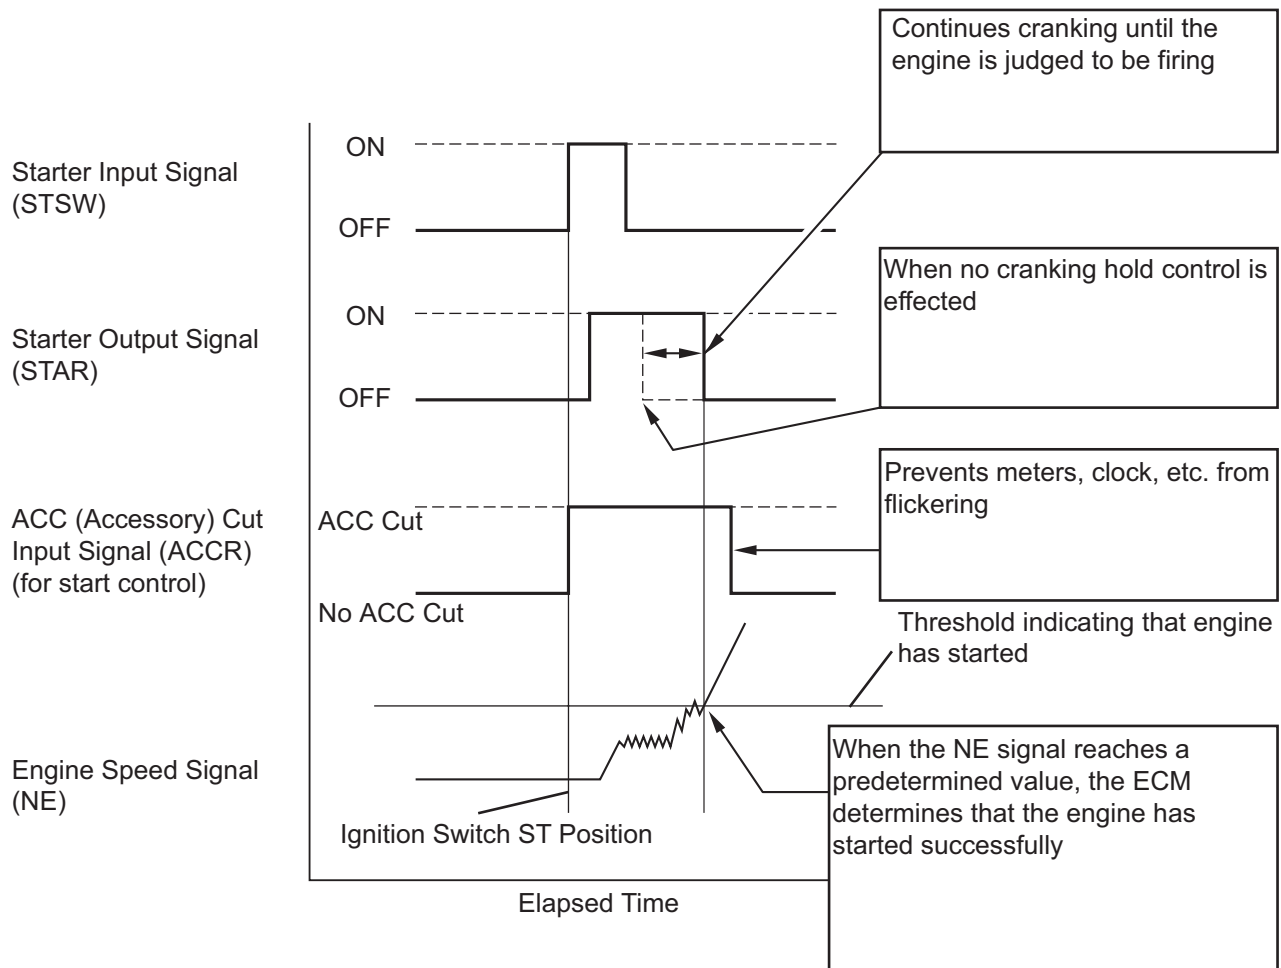 Continues cranking until the
engine is judged to be firing
Starter Input Signal
(STSW)
ON
OFF
When no cranking hold control is
effected
Starter Output Signal
(STAR)
ON
OFF
Prevents meters, clock, etc. from
flickering
ACC (Accessory) Cut
Input Signal (ACCR)
(for start control)
ACC Cut
No ACC Cut
Threshold indicating that engine
has started
Engine Speed Signal
(NE)
When the NE signal reaches a
predetermined value, the ECM
determines that the engine has
started successfully
Ignition Switch ST Position
Elapsed Time